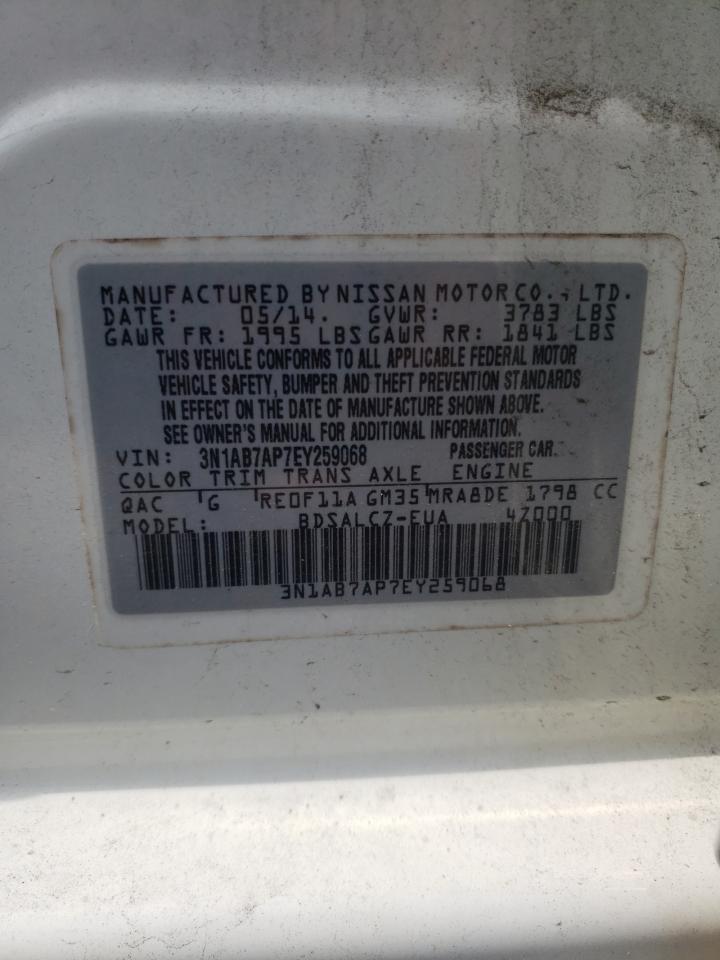 MANUFACTURED BY NISSAN MOTOR CO., LTD.
DATE: 05/14. GVWR: 3783 LBS
GAWR FR: 1995 LBS GAWR RR: 1841 LBS
THIS VEHICLE CONFORMS TO ALL APPLICABLE FEDERAL MOTOR
VEHICLE SAFETY, BUMPER AND THEFT PREVENTION STANDARDS
IN EFFECT ON THE DATE OF MANUFACTURE SHOWN ABOVE.
SEE OWNER'S MANUAL FOR ADDITIONAL INFORMATION.
VIN: 3N1AB7AP7EY259068 PASSENGER CAR
COLOR TRIM TRANS AXLE ENGINE
QAC G RE0F11A GM35 MRA8DE 1798 CC
MODEL: BDSALCZ-EUA 4Z000
3N1AB7AP7EY259068